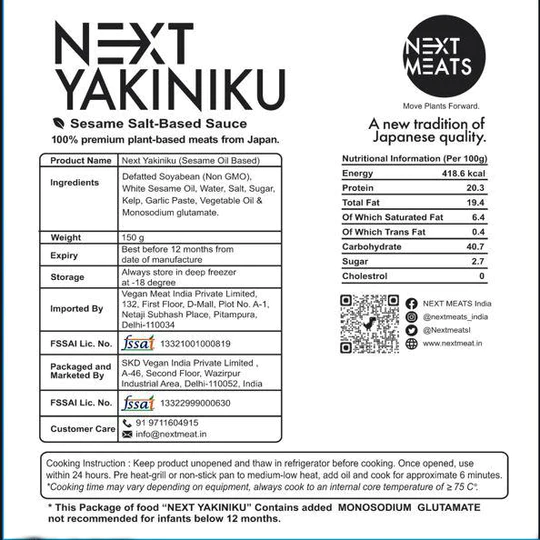 NEXT
YAKINIKU
Sesame Salt-Based Sauce
100% premium plant-based meats from Japan.
NEXT
MEATS
Move Plants Forward.
A new tradition of
Japanese quality.
Product Name Next Yakiniku (Sesame Oil Based)
Ingredients Defatted Soyabean (Non GMO),
White Sesame Oil, Water, Salt, Sugar,
Kelp, Garlic Paste, Vegetable Oil &
Monosodium glutamate.
Weight 150 g
Expiry Best before 12 months from
date of manufacture
Storage Always store in deep freezer
at -18 degree
Imported By Vegan Meat India Private Limited,
132, First Floor, D-Mall, Plot No. A-1,
Netaji Subhash Place, Pitampura,
Delhi-110034
FSSAI Lic. No. fssai 13321001000819
Packaged and
Marketed By
SKD Vegan India Private Limited ,
A-46, Second Floor, Wazirpur
Industrial Area, Delhi-110052, India
FSSAI Lic. No. fssai 13322999000630
Customer Care 91 9711604915
info@nextmeat.in
Nutritional Information (Per 100g)
Energy 418.6 kcal
Protein 20.3
Total Fat 19.4
Of Which Saturated Fat 6.4
Of Which Trans Fat 0.4
Carbohydrate 40.7
Sugar 2.7
Cholestrol 0
NEXT MEATS India
@nextmeats_india
@NextMeatsI
www.nextmeat.in
Cooking Instruction : Keep product unopened and thaw in refrigerator before cooking. Once opened, use
within 24 hours. Pre heat-grill or non-stick pan to medium-low heat, add oil and cook for approximate 6 minutes.
*Cooking time may vary depending on equipment, always cook to an internal core temperature of ≥ 75 C°.
* This Package of food “NEXT YAKINIKU” Contains added MONOSODIUM GLUTAMATE
not recommended for infants below 12 months.